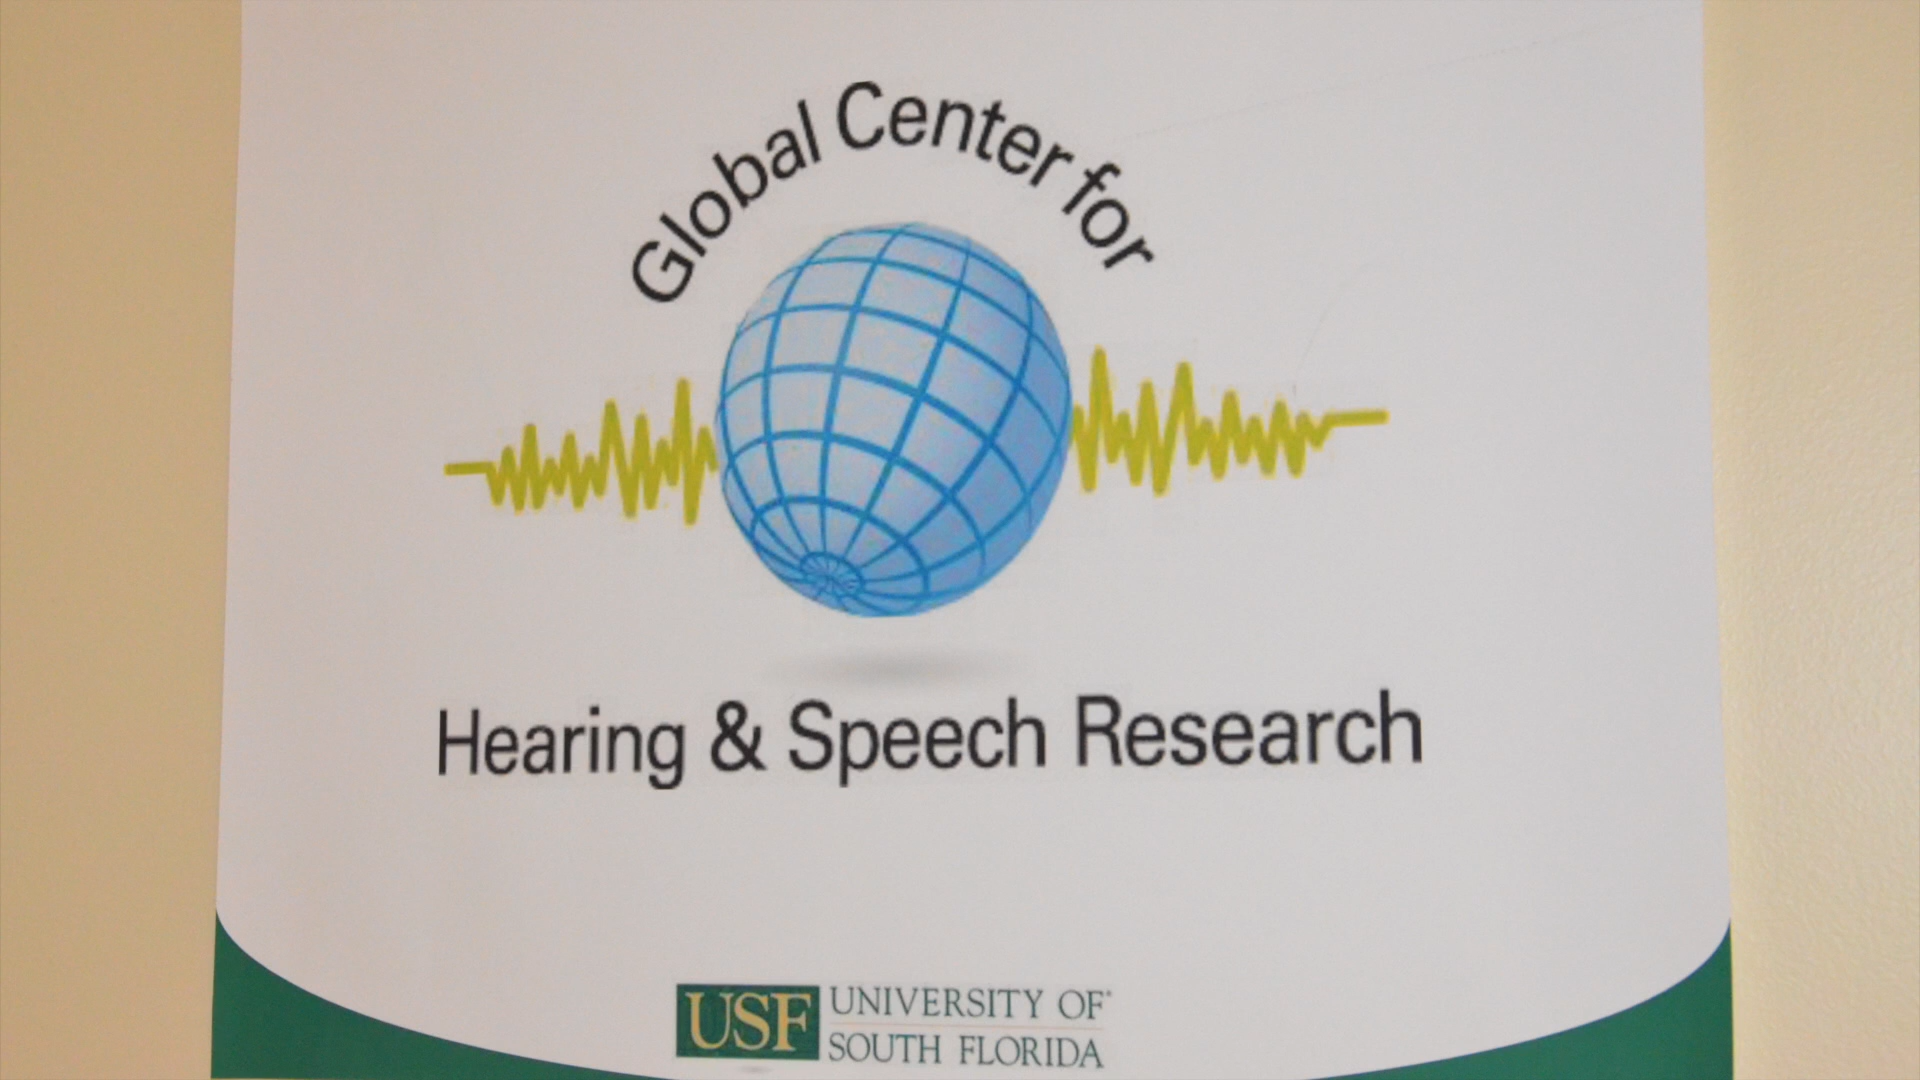 Global Center for
Hearing & Speech Research
USF UNIVERSITY OF
SOUTH FLORIDA